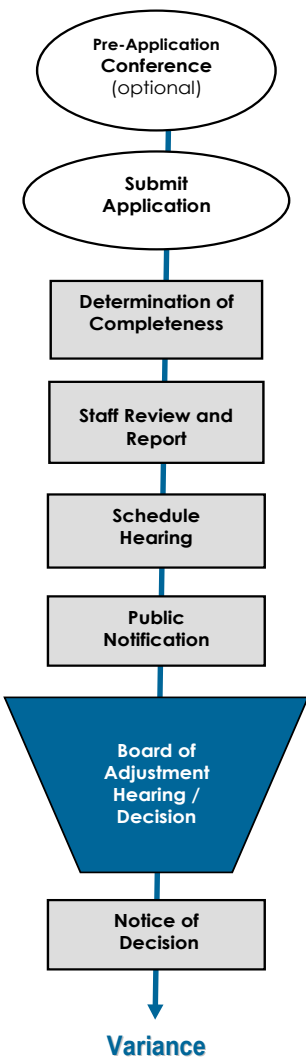 Pre-Application
Conference
(optional)
Submit
Application
Determination of
Completeness
Staff Review and
Report
Schedule
Hearing
Public
Notification
Board of
Adjustment
Hearing /
Decision
Notice of
Decision
Variance